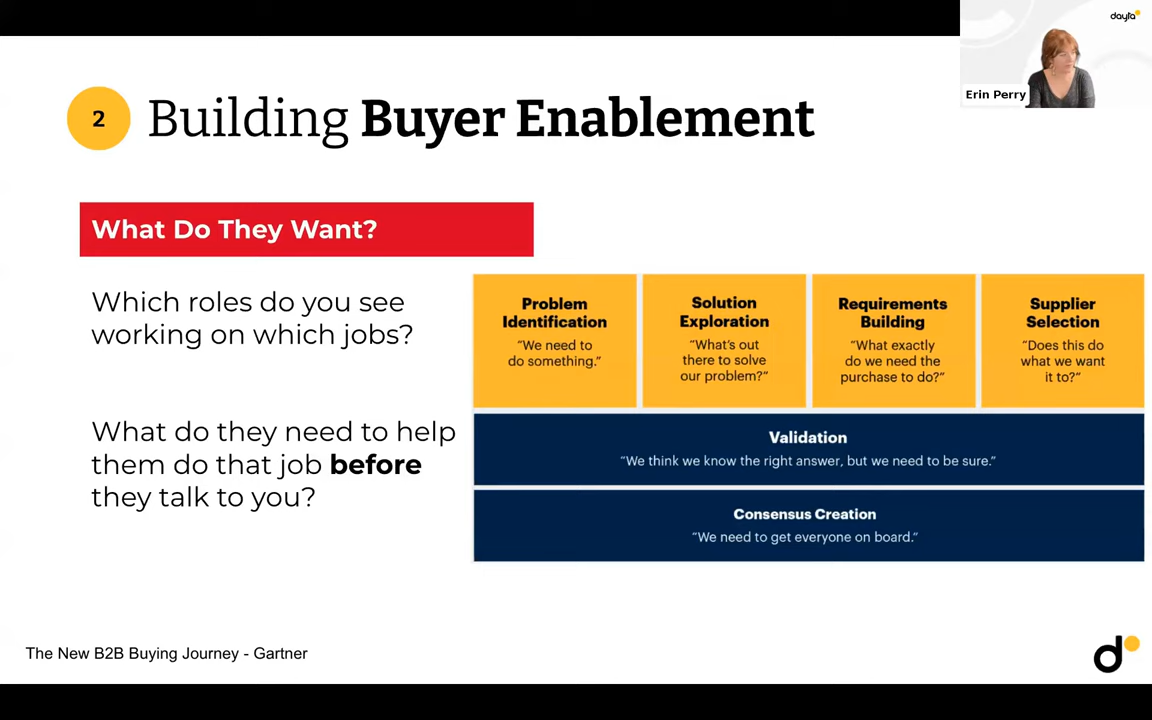 dayta
Erin Perry
2
Building Buyer Enablement
What Do They Want?
Which roles do you see
working on which jobs?
What do they need to help
them do that job before
they talk to you?
Problem
Identification
“We need to
do something.”
Solution
Exploration
“What’s out
there to solve
our problem?”
Requirements
Building
“What exactly
do we need the
purchase to do?”
Supplier
Selection
“Does this do
what we want
it to?”
Validation
“We think we know the right answer, but we need to be sure.”
Consensus Creation
“We need to get everyone on board.”
The New B2B Buying Journey - Gartner
d